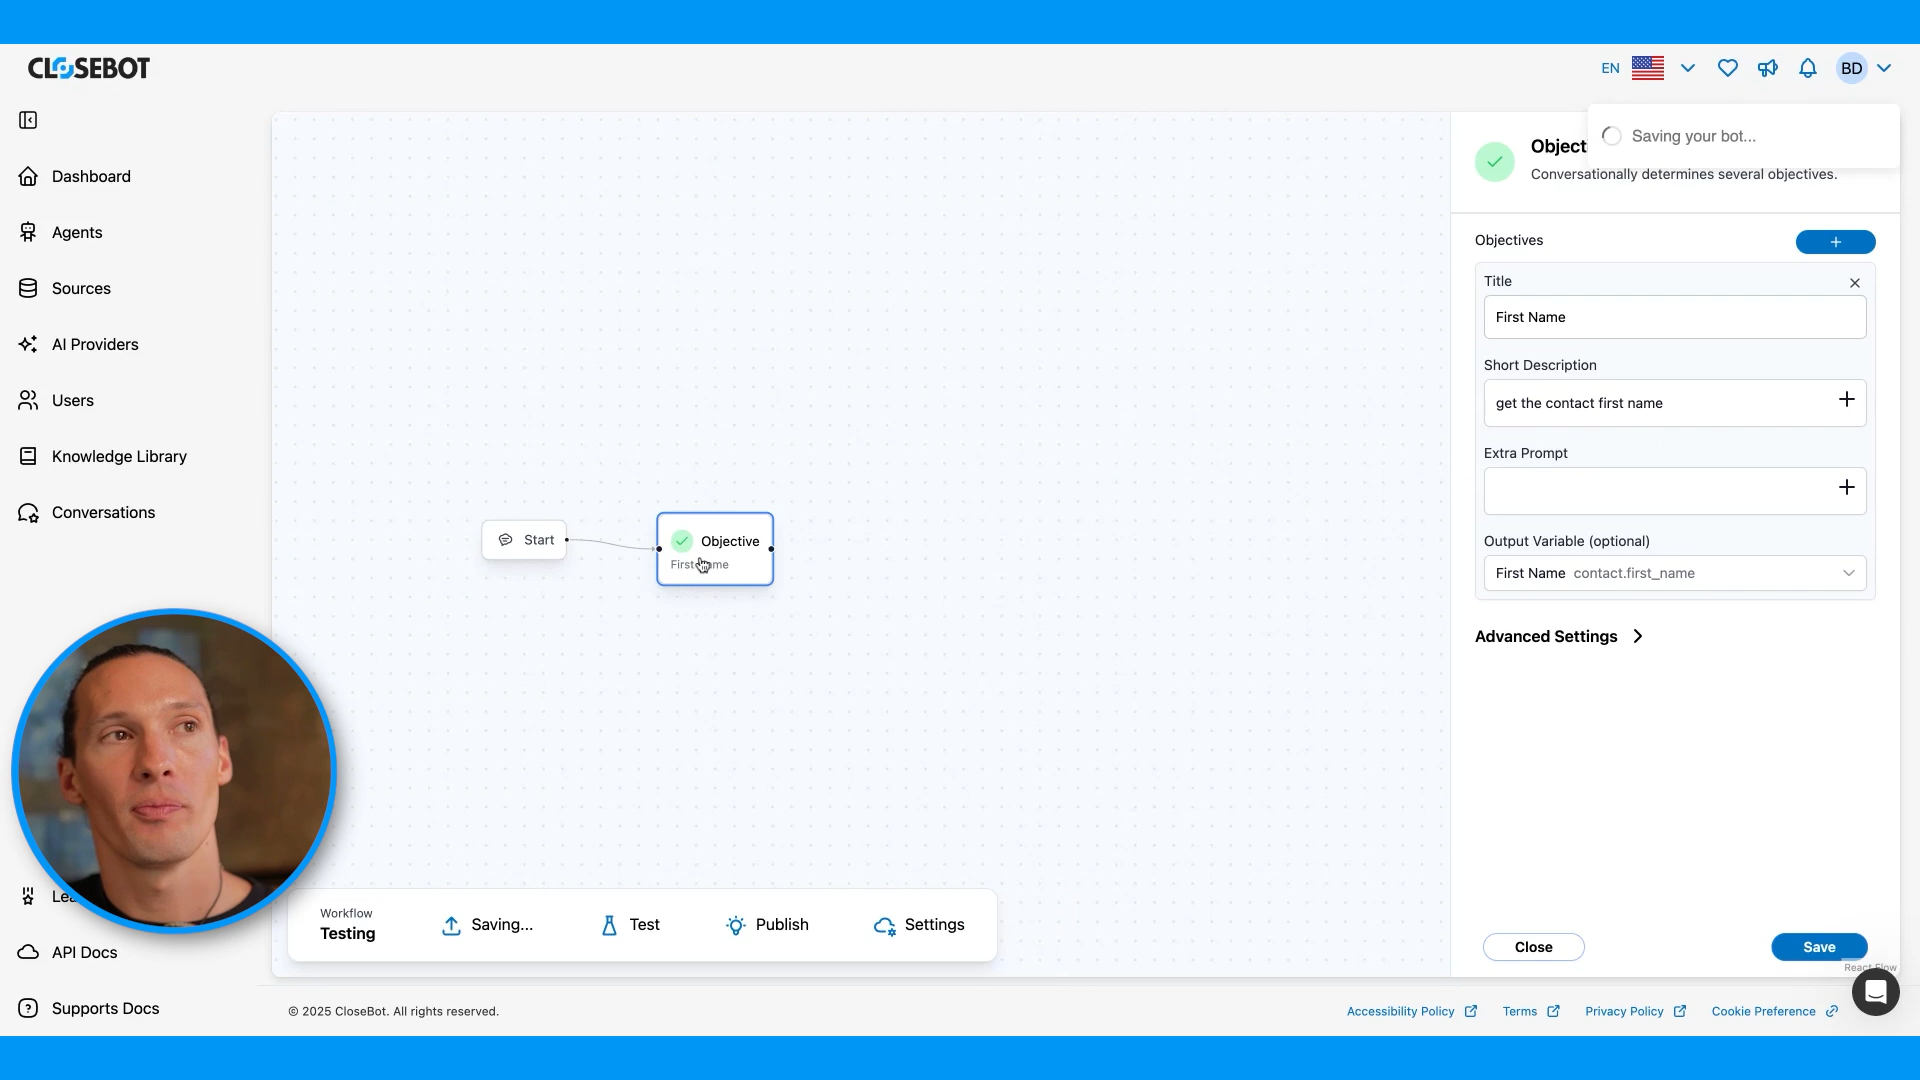 CLOSEBOT
EN
BD
Saving your bot...
Dashboard
Agents
Sources
AI Providers
Users
Knowledge Library
Conversations
API Docs
Supports Docs
Start
Objective
Conversationally determines several objectives.
Objectives
Title
First Name
Short Description
get the contact first name
Extra Prompt
Output Variable (optional)
First Name contact.first_name
Advanced Settings
Close
Save
React Flow
Workflow
Testing
Saving...
Test
Publish
Settings
© 2025 CloseBot. All rights reserved.
Accessibility Policy
Terms
Privacy Policy
Cookie Preference